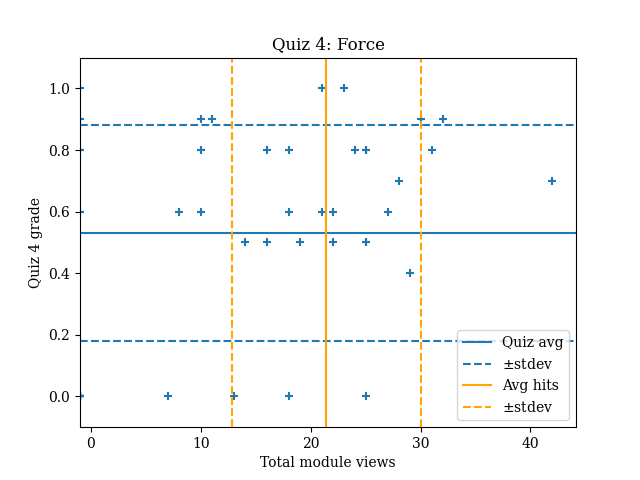 Quiz 4: Force
1.0
0.8
0.6
0.4
0.2
0.0
Quiz 4 grade
0 10 20 30 40
Total module views
Quiz avg
±stdev
Avg hits
±stdev